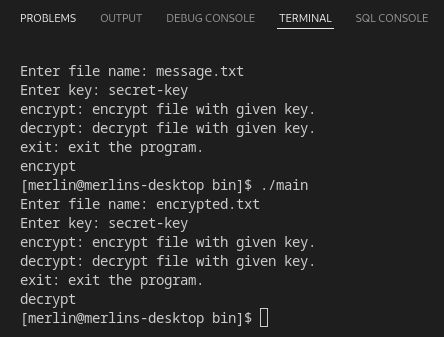 PROBLEMS OUTPUT DEBUG CONSOLE TERMINAL SQL CONSOLE
Enter file name: message.txt
Enter key: secret-key
encrypt: encrypt file with given key.
decrypt: decrypt file with given key.
exit: exit the program.
encrypt
[merlin@merlins-desktop bin]$ ./main
Enter file name: encrypted.txt
Enter key: secret-key
encrypt: encrypt file with given key.
decrypt: decrypt file with given key.
exit: exit the program.
decrypt
[merlin@merlins-desktop bin]$